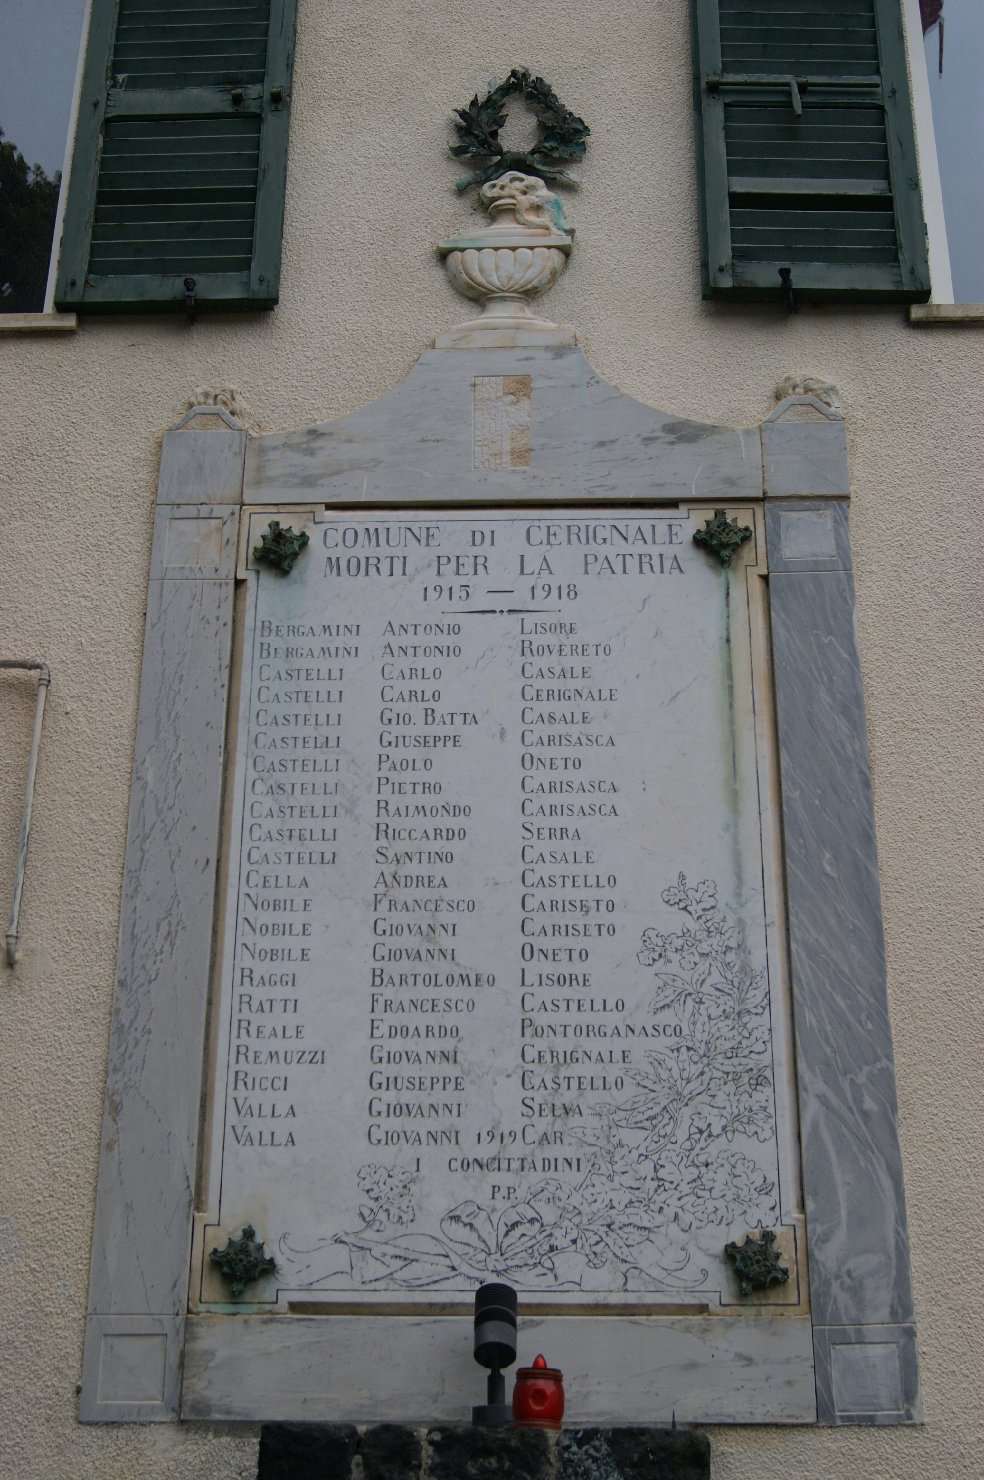 COMUNE DI CERIGNALE
MORTI PER LA PATRIA
1915 — 1918
BERGAMINI ANTONIO LISORE
BERGAMINI ANTONIO ROVERETO
CASTELLI CARLO CASALE
CASTELLI CARLO CERIGNALE
CASTELLI GIO. BATTA CASALE
CASTELLI GIUSEPPE CARISASCA
CASTELLI PAOLO ONETO
CASTELLI PIETRO CARISASCA
CASTELLI RAIMONDO CARISASCA
CASTELLI RICCARDO SERRA
CASTELLI SANTINO CASALE
CELLA ANDREA CASTELLO
NOBILE FRANCESCO CARISETO
NOBILE GIOVANNI CARISETO
NOBILE GIOVANNI ONETO
RAGGI BARTOLOMEO LISORE
RATTI FRANCESCO CASTELLO
REALE EDOARDO PONTORGANASCO
REMUZZI GIOVANNI CERIGNALE
RICCI GIUSEPPE CASTELLO
VALLA GIOVANNI SELVA
VALLA GIOVANNI 1919 CAR.
I CONCITTADINI
P.P.